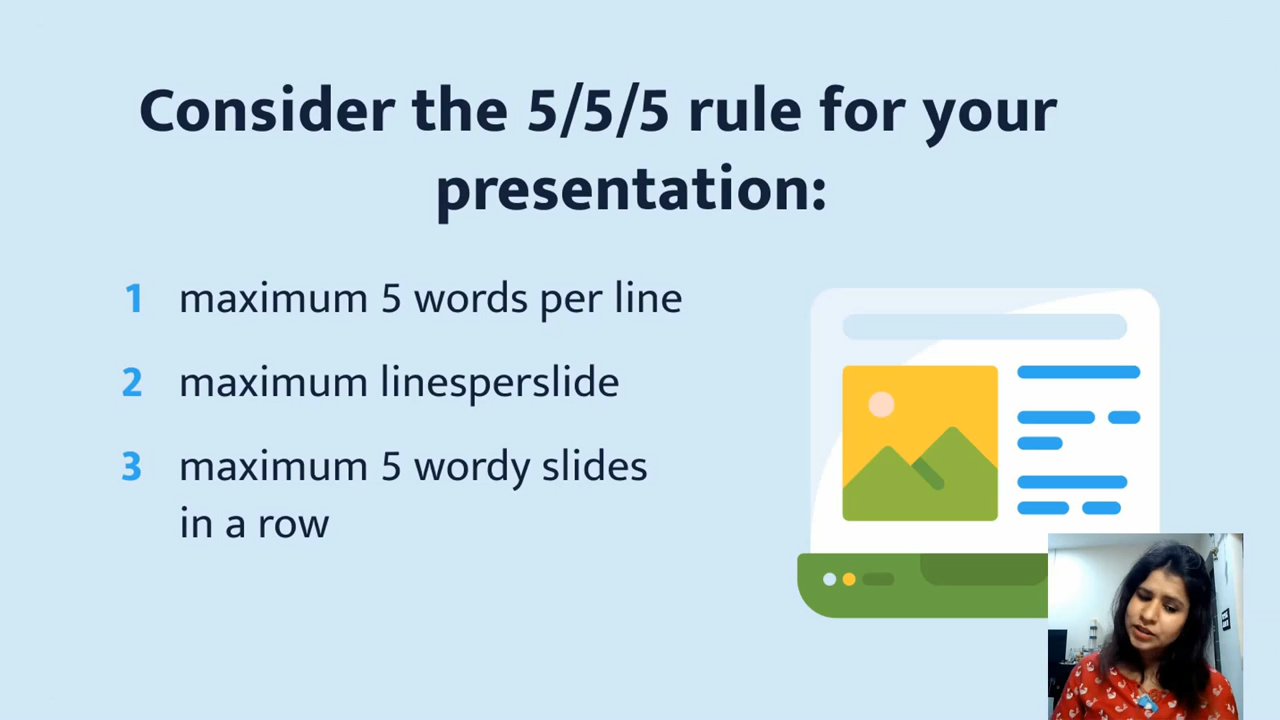 Consider the 5/5/5 rule for your
presentation:
1 maximum 5 words per line
2 maximum linesperslide
3 maximum 5 wordy slides
in a row